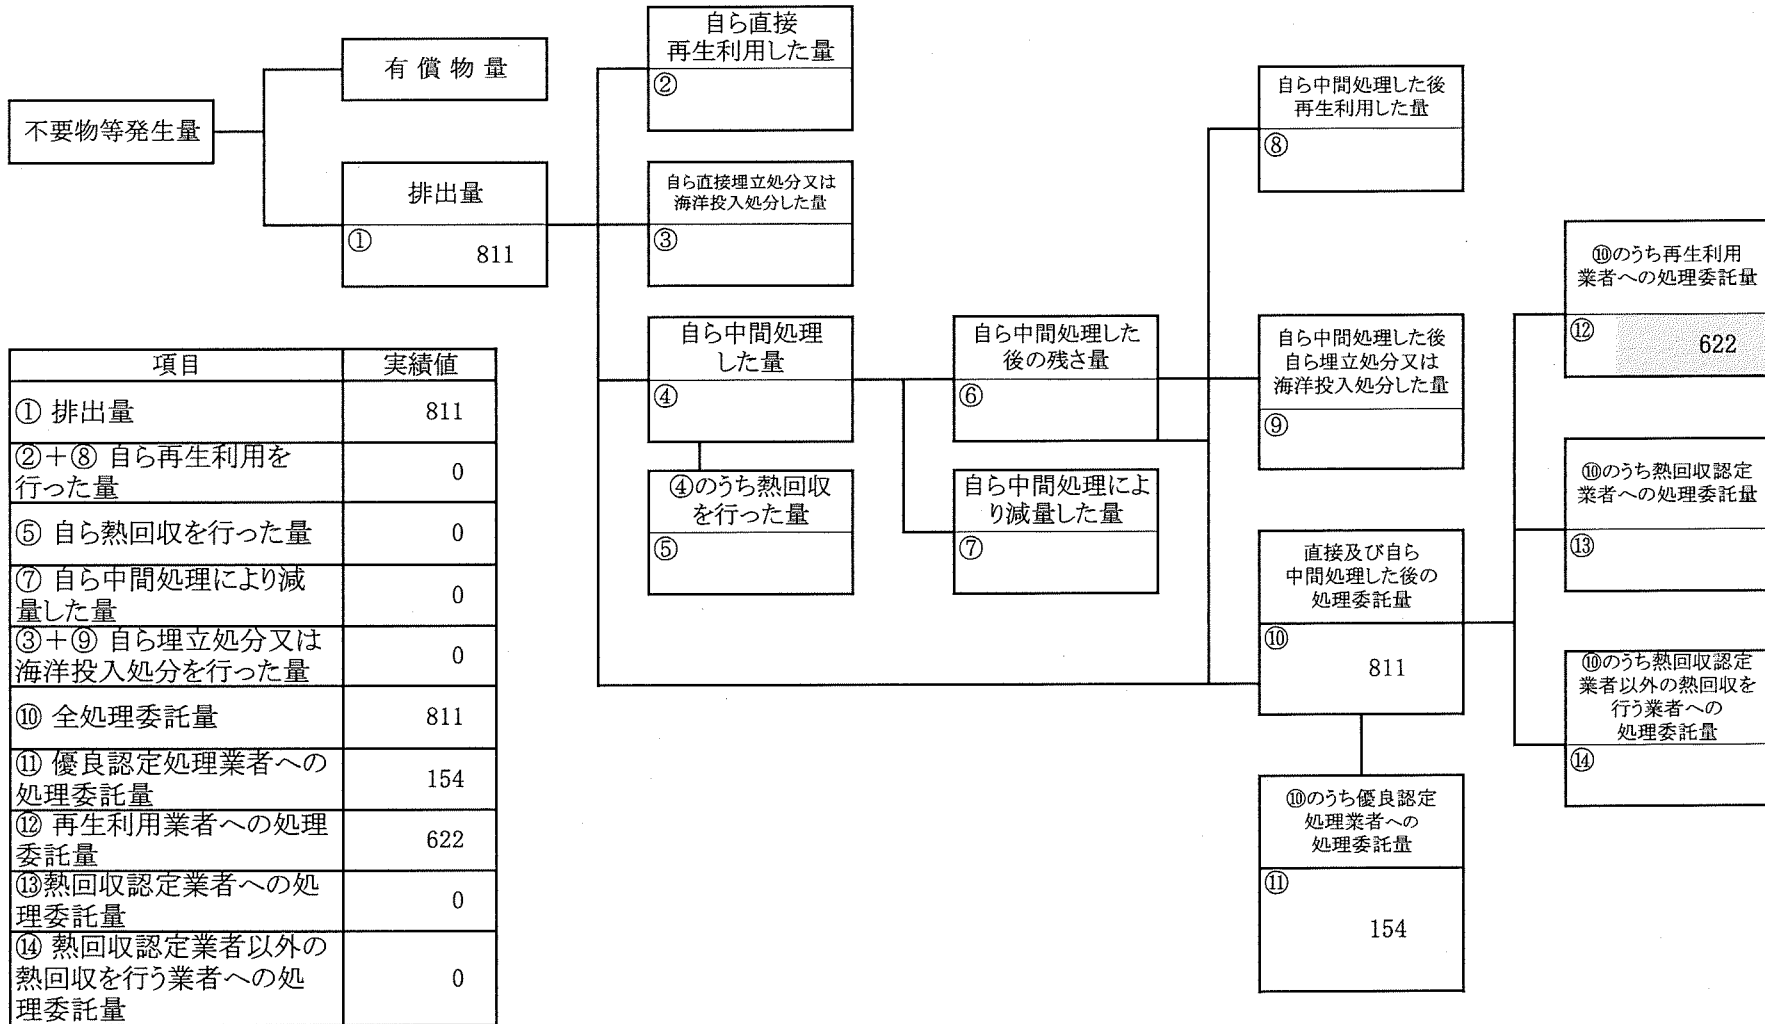 不要物等発生量
有償物量
排出量
①
811
自ら直接
再生利用した量
②
自ら直接埋立処分又は
海洋投入処分した量
③
自ら中間処理
した量
④
④のうち熱回収
を行った量
⑤
自ら中間処理した
後の残さ量
⑥
自ら中間処理によ
り減量した量
⑦
自ら中間処理した後
再生利用した量
⑧
自ら中間処理した後
自ら埋立処分又は
海洋投入処分した量
⑨
直接及び自ら
中間処理した後の
処理委託量
⑩
811
⑩のうち優良認定
処理業者への
処理委託量
⑪
154
⑩のうち再生利用
業者への処理委託量
⑫
622
⑩のうち熱回収認定
業者への処理委託量
⑬
⑩のうち熱回収認定
業者以外の熱回収を
行う業者への
処理委託量
⑭
項目 実績値
① 排出量 811
②＋⑧ 自ら再生利用を
行った量 0
⑤ 自ら熱回収を行った量 0
⑦ 自ら中間処理により減
量した量 0
③＋⑨ 自ら埋立処分又は
海洋投入処分を行った量 0
⑩ 全処理委託量 811
⑪ 優良認定処理業者への
処理委託量 154
⑫ 再生利用業者への処理
委託量 622
⑬熱回収認定業者への処
理委託量 0
⑭ 熱回収認定業者以外の
熱回収を行う業者への処
理委託量 0